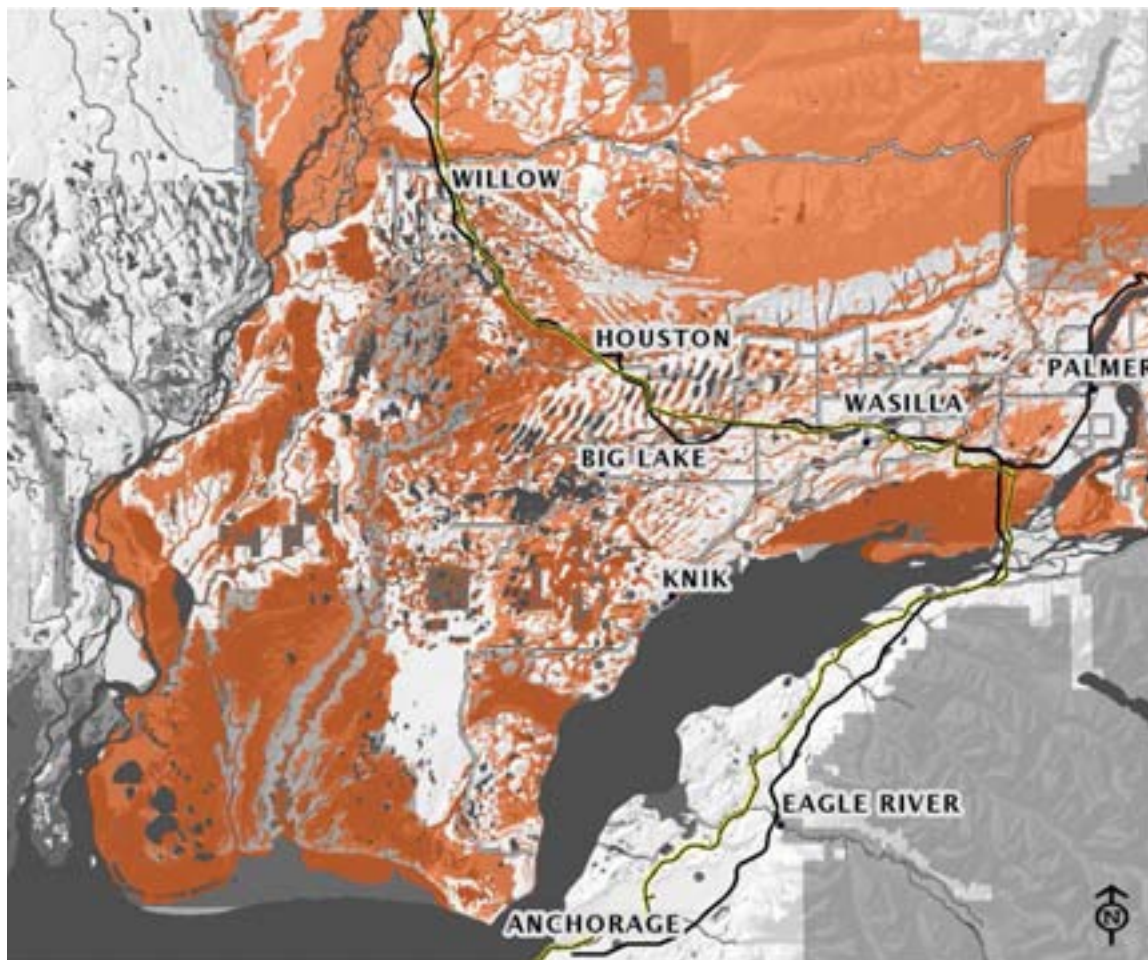 WILLOW
HOUSTON
PALMER
WASILLA
BIG LAKE
KNIK
EAGLE RIVER
ANCHORAGE
N